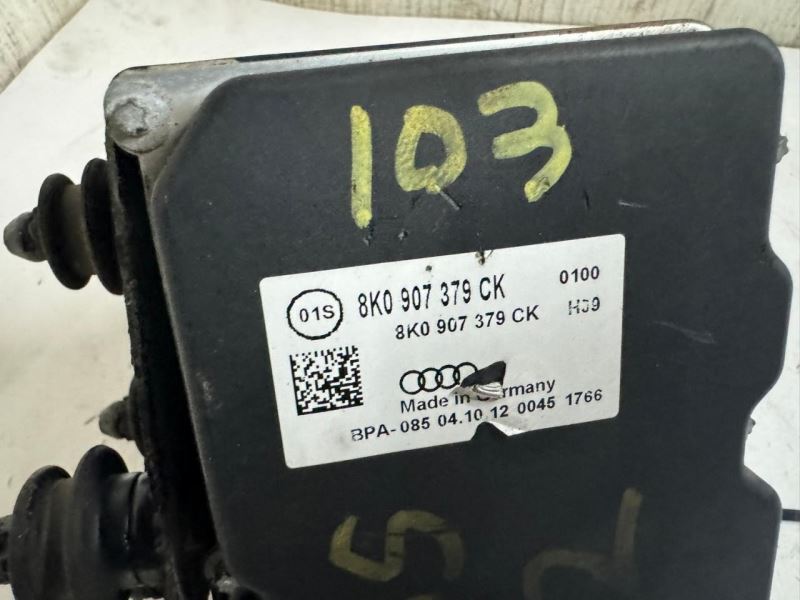 103
01S 8K0 907 379 CK 0100
8K0 907 379 CK H39
Made in Germany
BPA-085 04.10.12 0045 1766